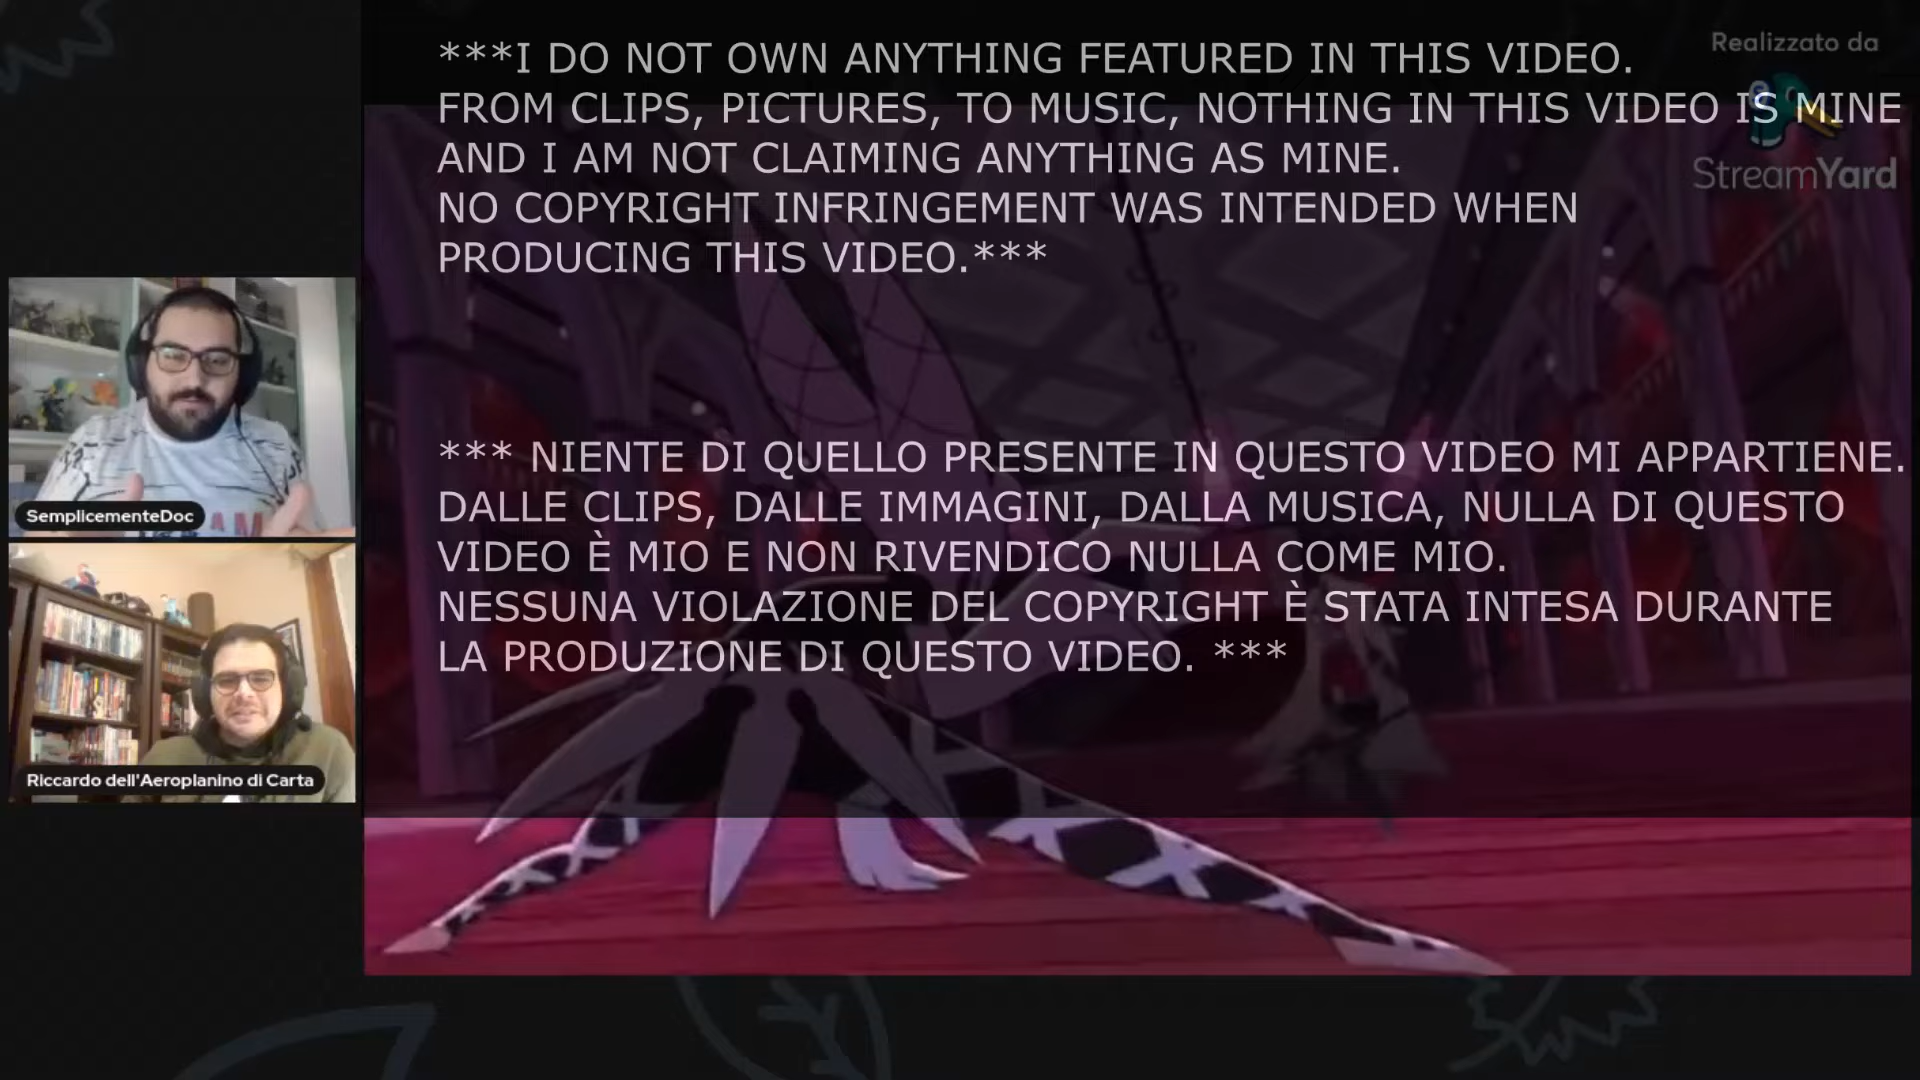 ***I DO NOT OWN ANYTHING FEATURED IN THIS VIDEO.
FROM CLIPS, PICTURES, TO MUSIC, NOTHING IN THIS VIDEO IS MINE
AND I AM NOT CLAIMING ANYTHING AS MINE.
NO COPYRIGHT INFRINGEMENT WAS INTENDED WHEN
PRODUCING THIS VIDEO.***
Realizzato da
StreamYard
*** NIENTE DI QUELLO PRESENTE IN QUESTO VIDEO MI APPARTIENE.
DALLE CLIPS, DALLE IMMAGINI, DALLA MUSICA, NULLA DI QUESTO
VIDEO È MIO E NON RIVENDICO NULLA COME MIO.
NESSUNA VIOLAZIONE DEL COPYRIGHT È STATA INTESA DURANTE
LA PRODUZIONE DI QUESTO VIDEO. ***
SemplicementeDoc
Riccardo dell'Aeroplanino di Carta